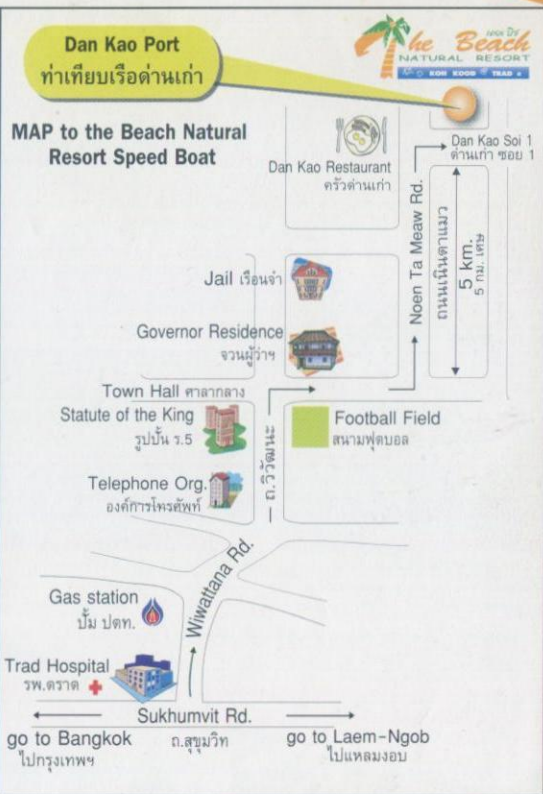 Dan Kao Port
ท่าเทียบเรือด่านเก่า
เดอะ บีช
The Beach
NATURAL RESORT
KOH KOOD TRAD
MAP to the Beach Natural
Resort Speed Boat
Dan Kao Soi 1
ด่านเก่า ซอย 1
Dan Kao Restaurant
ครัวด่านเก่า
Noen Ta Meaw Rd.
ถนนเนินตาแมว
5 km.
5 กม. เศษ
Jail เรือนจำ
Governor Residence
จวนผู้ว่าฯ
Town Hall ศาลากลาง
Statute of the King
รูปปั้น ร.5
Football Field
สนามฟุตบอล
ถ.วิวัฒนะ
Telephone Org.
องค์การโทรศัพท์
Wiwattana Rd.
Gas station
ปั๊ม ปตท.
Trad Hospital
รพ.ตราด
Sukhumvit Rd.
ถ.สุขุมวิท
go to Bangkok
ไปกรุงเทพฯ
go to Laem-Ngob
ไปแหลมงอบ